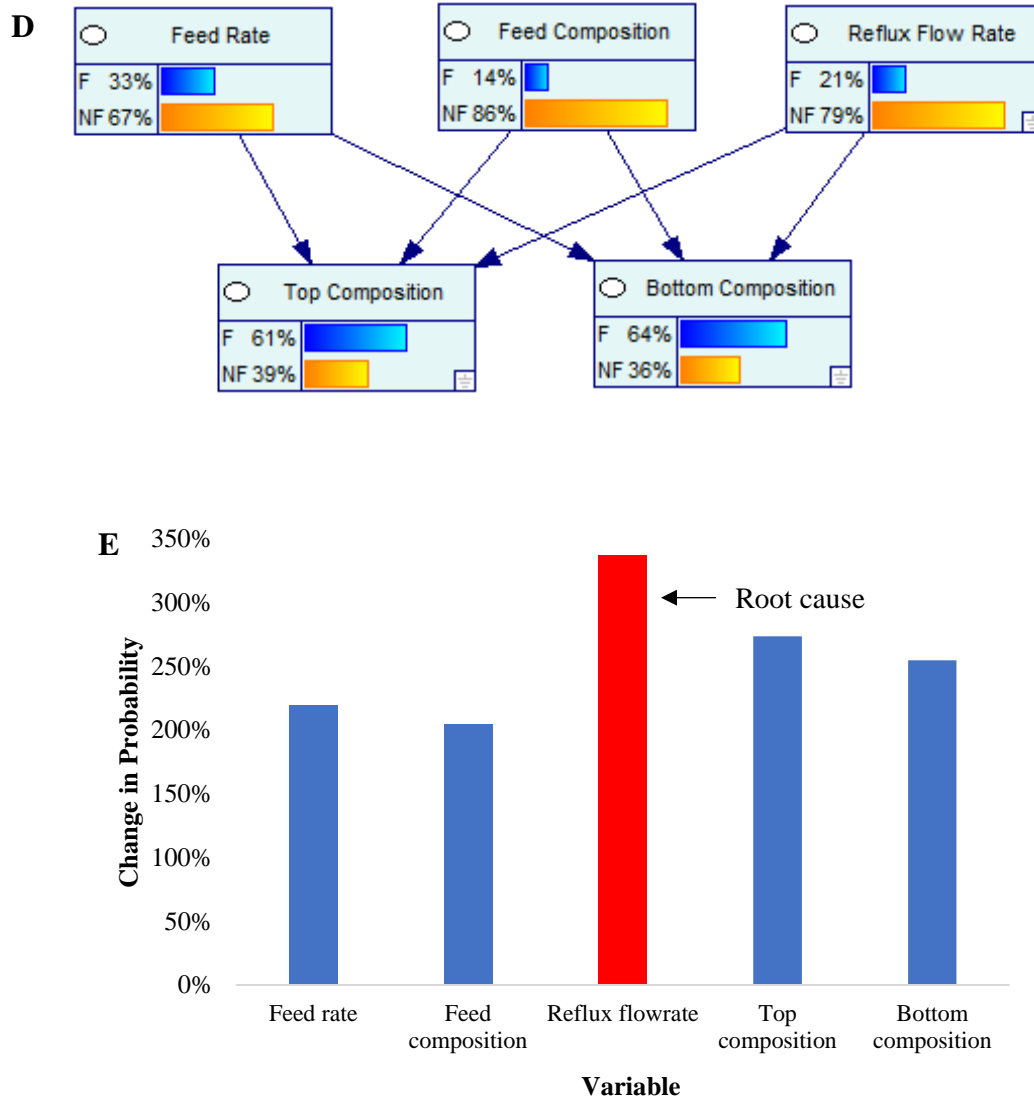 D
Feed Rate
F 33%
NF 67%
Feed Composition
F 14%
NF 86%
Reflux Flow Rate
F 21%
NF 79%
Top Composition
F 61%
NF 39%
Bottom Composition
F 64%
NF 36%
E
350%
300%
250%
200%
150%
100%
50%
0%
Change in Probability
Root cause
Feed rate
Feed
composition
Reflux flowrate
Top
composition
Bottom
composition
Variable